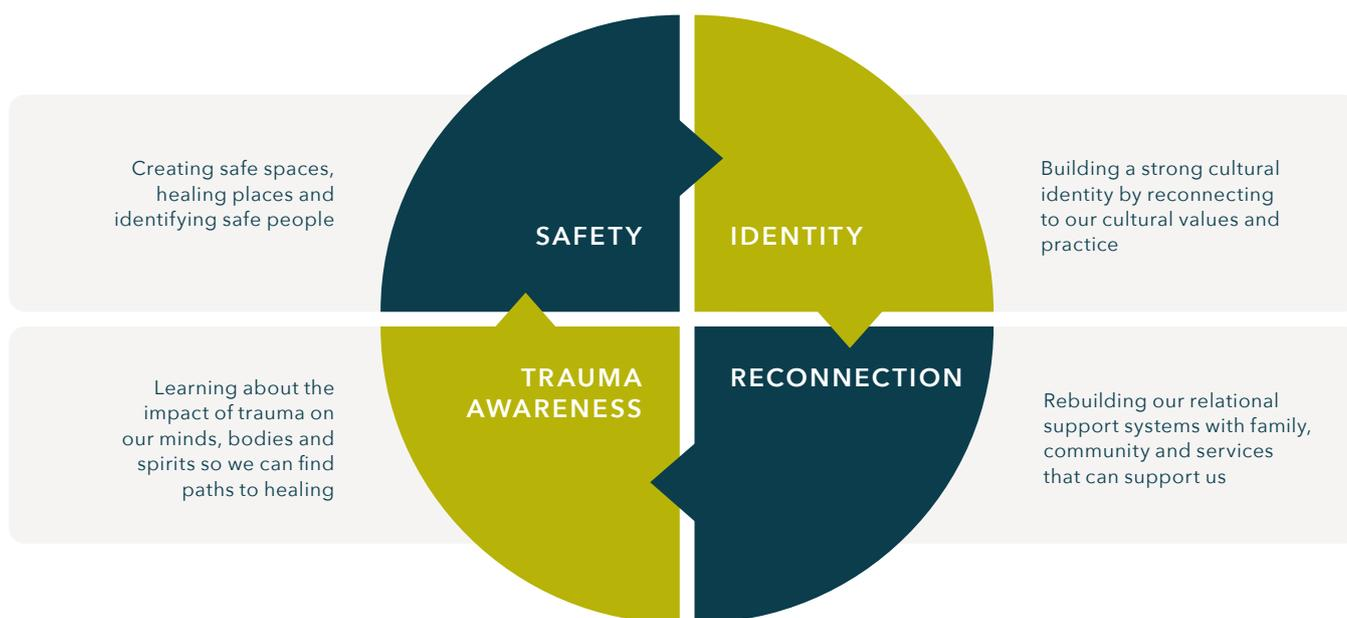 Creating safe spaces,
healing places and
identifying safe people
SAFETY
IDENTITY
Building a strong cultural
identity by reconnecting
to our cultural values and
practice
Learning about the
impact of trauma on
our minds, bodies and
spirits so we can find
paths to healing
TRAUMA
AWARENESS
RECONNECTION
Rebuilding our relational
support systems with family,
community and services
that can support us